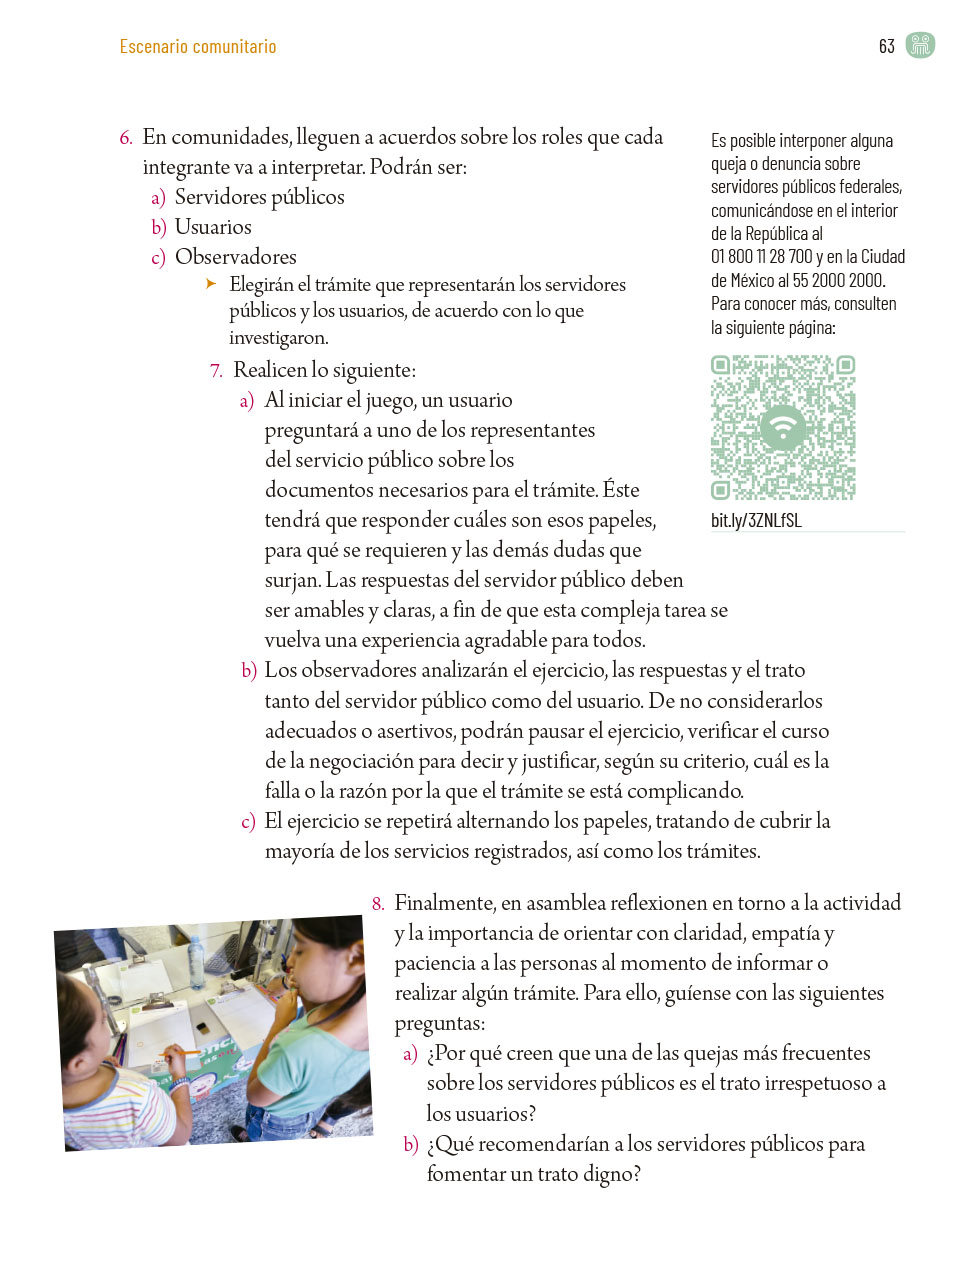 Escenario comunitario
63
6. En comunidades, lleguen a acuerdos sobre los roles que cada
integrante va a interpretar. Podrán ser:
a) Servidores públicos
b) Usuarios
c) Observadores
➤ Elegirán el trámite que representarán los servidores
públicos y los usuarios, de acuerdo con lo que
investigaron.
7. Realicen lo siguiente:
a) Al iniciar el juego, un usuario
preguntará a uno de los representantes
del servicio público sobre los
documentos necesarios para el trámite. Éste
tendrá que responder cuáles son esos papeles,
para qué se requieren y las demás dudas que
surjan. Las respuestas del servidor público deben
ser amables y claras, a fin de que esta compleja tarea se
vuelva una experiencia agradable para todos.
b) Los observadores analizarán el ejercicio, las respuestas y el trato
tanto del servidor público como del usuario. De no considerarlos
adecuados o asertivos, podrán pausar el ejercicio, verificar el curso
de la negociación para decir y justificar, según su criterio, cuál es la
falla o la razón por la que el trámite se está complicando.
c) El ejercicio se repetirá alternando los papeles, tratando de cubrir la
mayoría de los servicios registrados, así como los trámites.
8. Finalmente, en asamblea reflexionen en torno a la actividad
y la importancia de orientar con claridad, empatía y
paciencia a las personas al momento de informar o
realizar algún trámite. Para ello, guíense con las siguientes
preguntas:
a) ¿Por qué creen que una de las quejas más frecuentes
sobre los servidores públicos es el trato irrespetuoso a
los usuarios?
b) ¿Qué recomendarían a los servidores públicos para
fomentar un trato digno?
Es posible interponer alguna
queja o denuncia sobre
servidores públicos federales,
comunicándose en el interior
de la República al
01 800 11 28 700 y en la Ciudad
de México al 55 2000 2000.
Para conocer más, consulten
la siguiente página:
bit.ly/3ZNLfSL